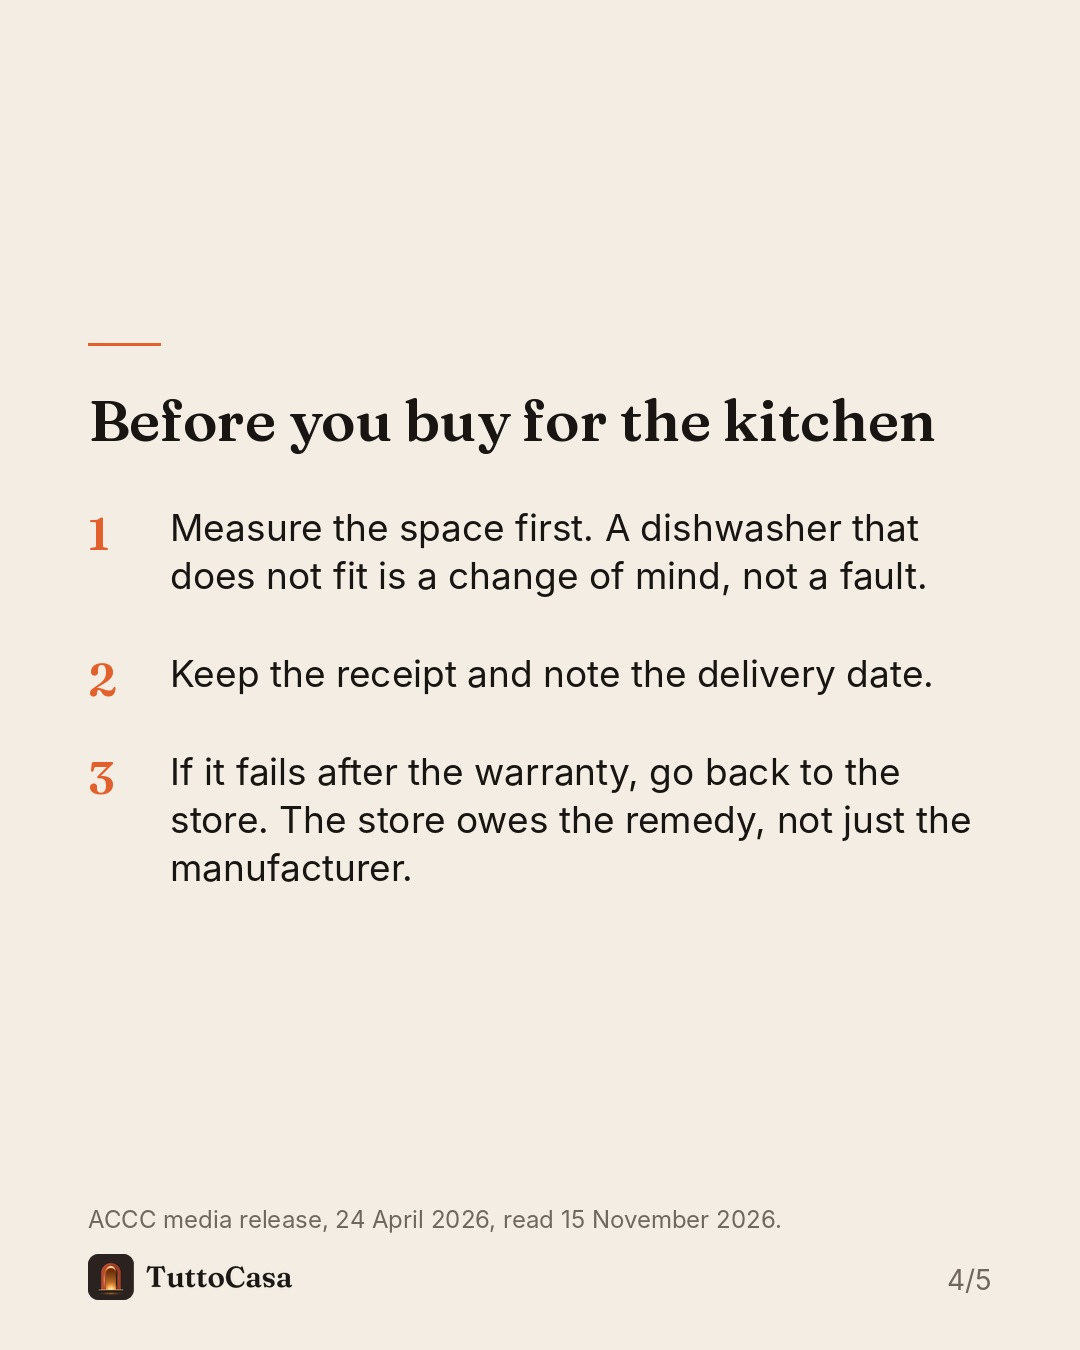 Before you buy for the kitchen
1 Measure the space first. A dishwasher that
does not fit is a change of mind, not a fault.
2 Keep the receipt and note the delivery date.
3 If it fails after the warranty, go back to the
store. The store owes the remedy, not just the
manufacturer.
ACCC media release, 24 April 2026, read 15 November 2026.
TuttoCasa
4/5